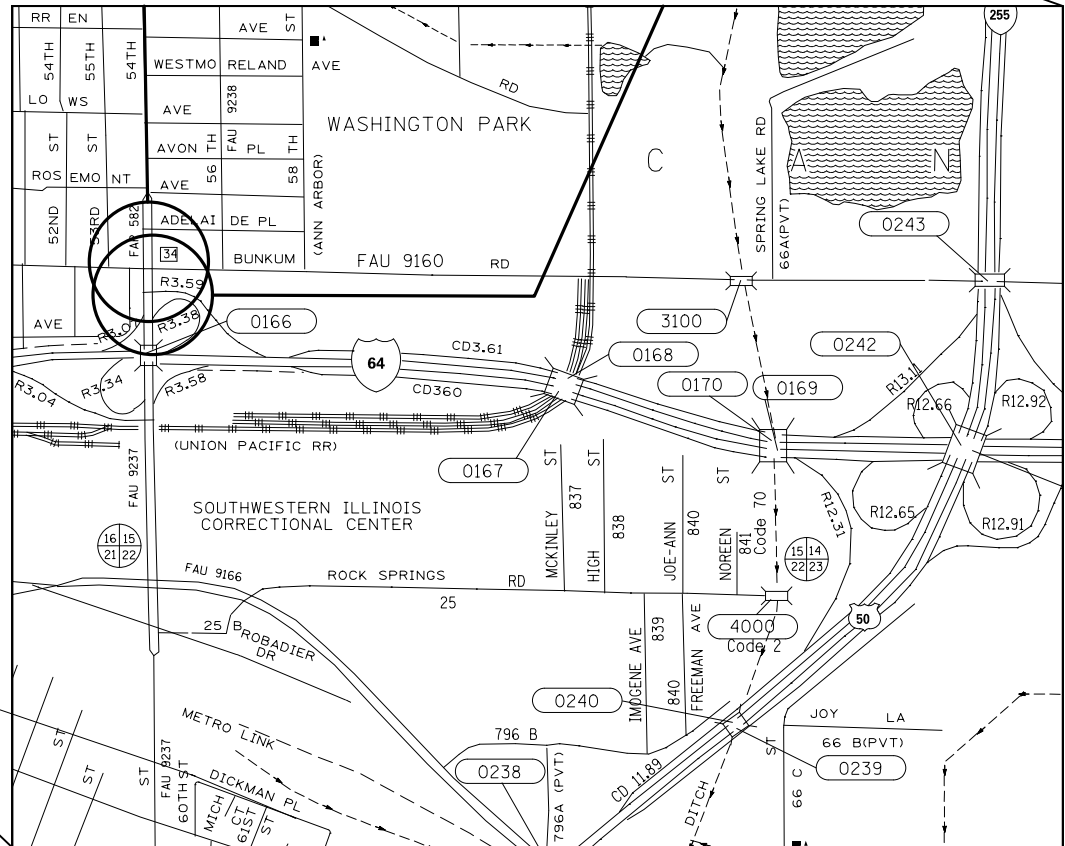 RR EN
AVE ST
255
54TH
55TH
54TH
WESTMO RELAND AVE
RD
LO WS
AVE
FAU 9238
WASHINGTON PARK
SPRING LAKE RD
66A(PVT)
C A N
ST
ST
AVON TH PL TH
56
58
(ANN ARBOR)
ROS EMO NT
AVE
52ND
53RD
FAP 582
ADELAI DE PL
0243
34
BUNKUM
FAU 9160 RD
R3.59
AVE
R3.38
0166
3100
0168
0242
CD3.61
64
R3.04
R3.34
R3.58
CD360
0170
0169
R12.66
R12.92
(UNION PACIFIC RR)
0167
FAU 9237
MCKINLEY ST
837
HIGH ST
838
JOE-ANN ST
840
NOREEN ST
841
Code 70
R12.31
R12.65
R12.91
SOUTHWESTERN ILLINOIS
CORRECTIONAL CENTER
16 15
21 22
15 14
22 23
FAU 9166
ROCK SPRINGS RD
25
25 B
ROBADIER
DR
IMOGENE AVE
839
840
FREEMAN AVE
4000
Code 2
50
0240
METRO LINK
796 B
JOY LA
66 B(PVT)
ST
66 C
0239
ST
ST
ST
FAU 9237
60TH ST
DICKMAN PL
MICH CT
61ST ST
0238
796A (PVT)
CD 11.89
DITCH